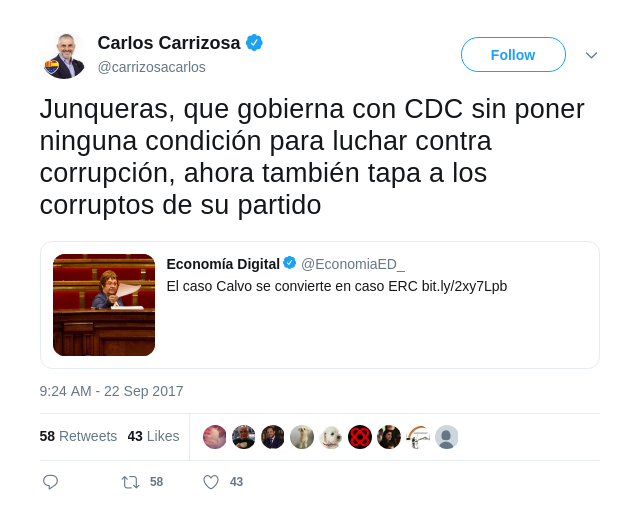 Carlos Carrizosa
@carrizosacarlos
Follow
Junqueras, que gobierna con CDC sin poner
ninguna condición para luchar contra
corrupción, ahora también tapa a los
corruptos de su partido
Economía Digital @EconomiaED_
El caso Calvo se convierte en caso ERC bit.ly/2xy7Lpb
9:24 AM - 22 Sep 2017
58 Retweets 43 Likes
58 43